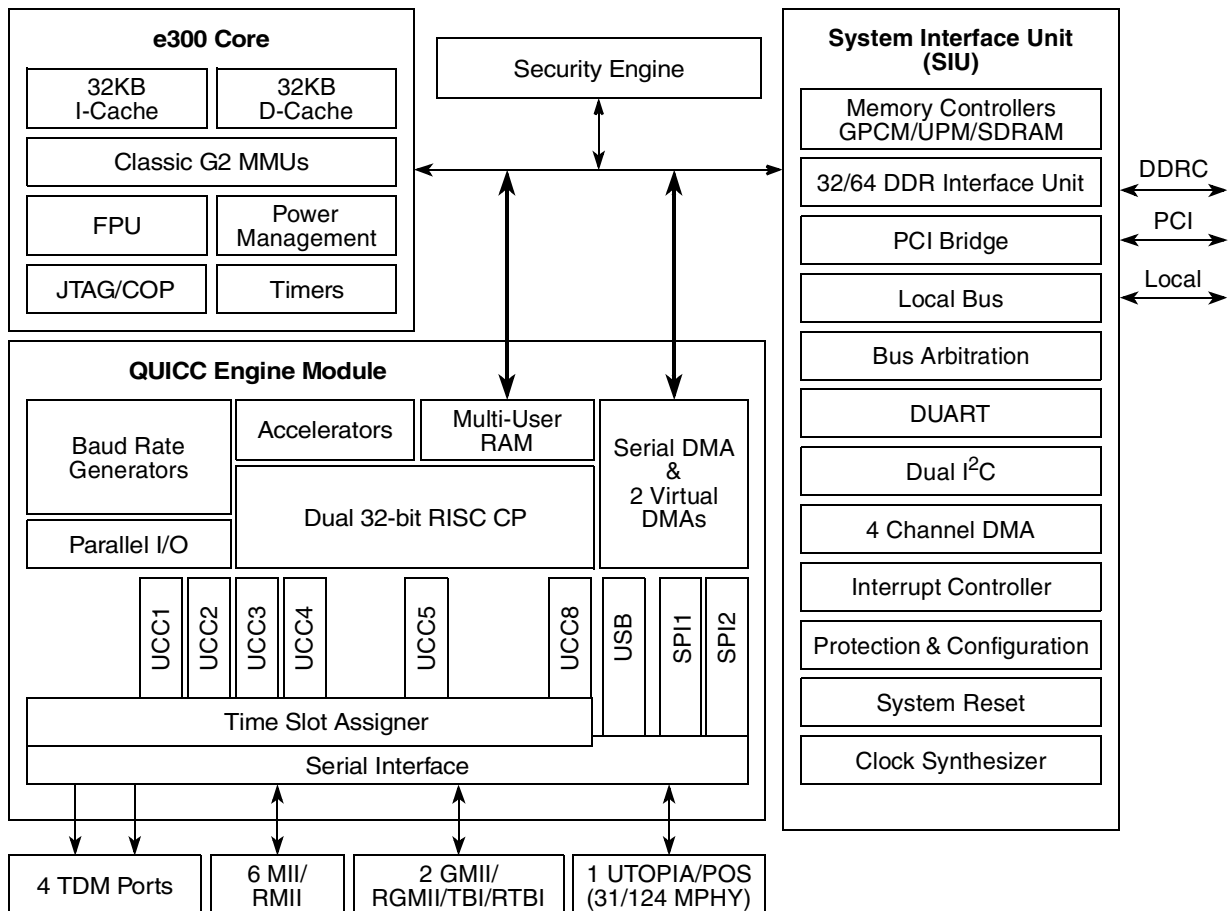 e300 Core
32KB
I-Cache
32KB
D-Cache
Classic G2 MMUs
FPU
Power
Management
JTAG/COP
Timers
Security Engine
System Interface Unit
(SIU)
Memory Controllers
GPCM/UPM/SDRAM
32/64 DDR Interface Unit
PCI Bridge
Local Bus
Bus Arbitration
DUART
Dual I²C
4 Channel DMA
Interrupt Controller
Protection & Configuration
System Reset
Clock Synthesizer
DDRC
PCI
Local
QUICC Engine Module
Baud Rate
Generators
Parallel I/O
Accelerators
Multi-User
RAM
Dual 32-bit RISC CP
Serial DMA
&
2 Virtual
DMAs
UCC1
UCC2
UCC3
UCC4
UCC5
UCC8
USB
SPI1
SPI2
Time Slot Assigner
Serial Interface
4 TDM Ports
6 MII/
RMII
2 GMII/
RGMII/TBI/RTBI
1 UTOPIA/POS
(31/124 MPHY)